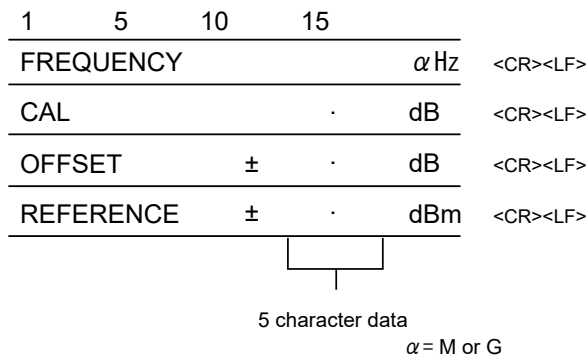 1 5 10 15
FREQUENCY αHz <CR><LF>
CAL · dB <CR><LF>
OFFSET ± · dB <CR><LF>
REFERENCE ± · dBm <CR><LF>
5 character data
α = M or G